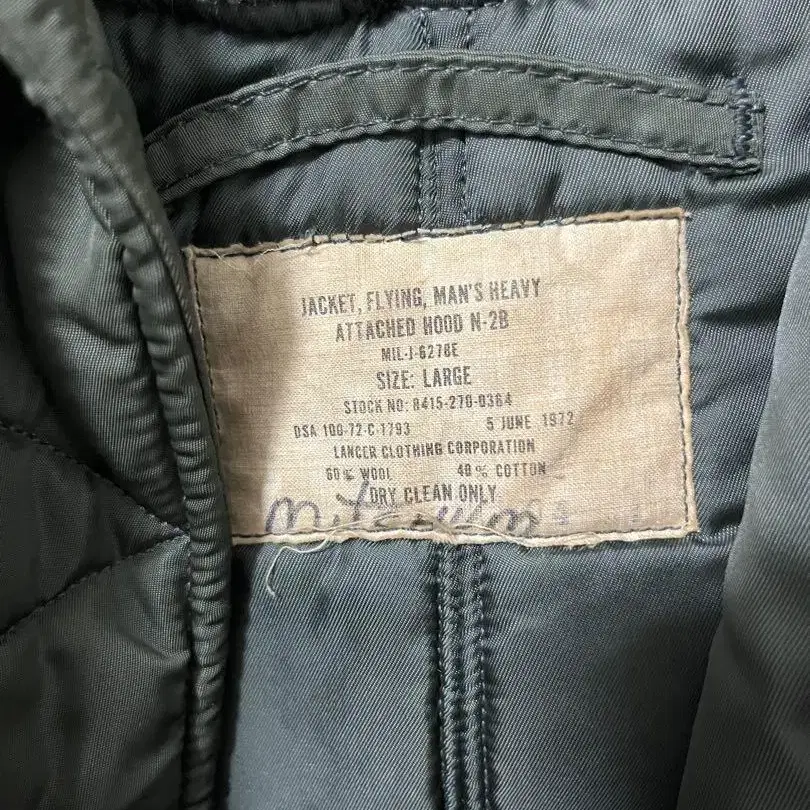 JACKET, FLYING, MAN'S HEAVY
ATTACHED HOOD N-2B
MIL-J-6278E
SIZE: LARGE
STOCK NO: 8415-270-0364
DSA 100-72-C-1793 5 JUNE 1972
LANCER CLOTHING CORPORATION
60% WOOL 40% COTTON
DRY CLEAN ONLY